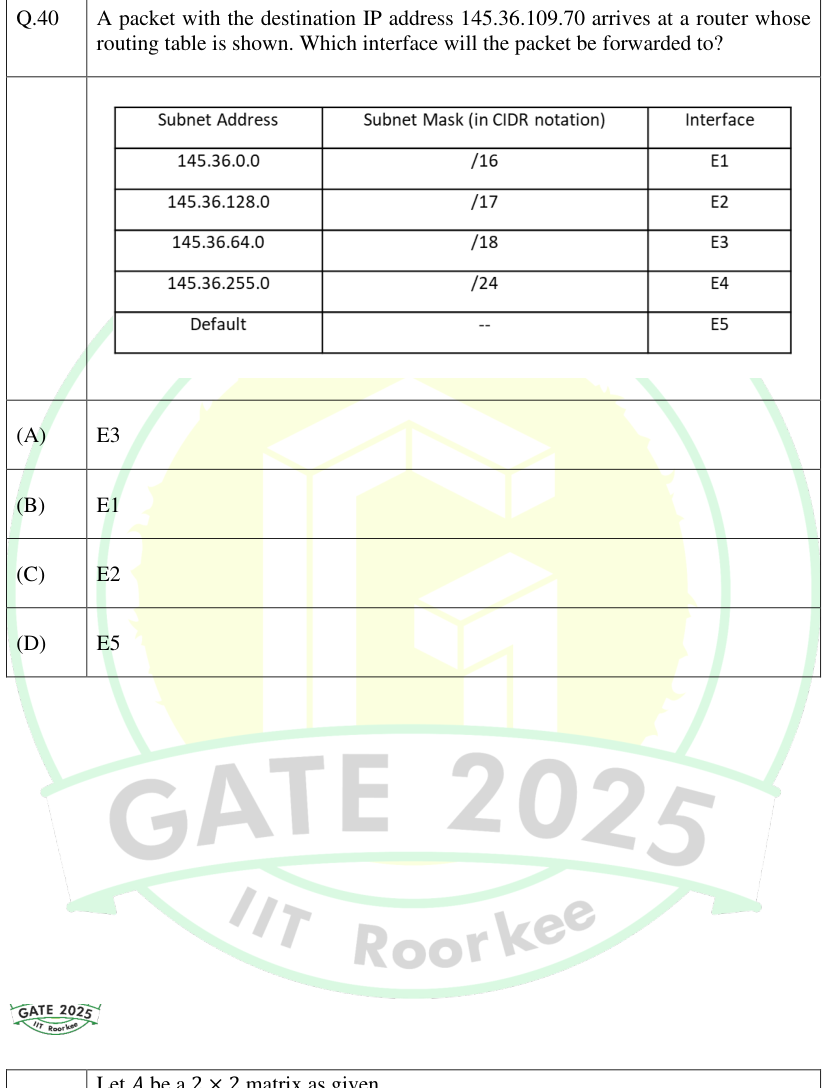 Q.40
A packet with the destination IP address 145.36.109.70 arrives at a router whose
routing table is shown. Which interface will the packet be forwarded to?
Subnet Address Subnet Mask (in CIDR notation) Interface
145.36.0.0 /16 E1
145.36.128.0 /17 E2
145.36.64.0 /18 E3
145.36.255.0 /24 E4
Default -- E5
(A) E3
(B) E1
(C) E2
(D) E5
GATE 2025
IIT Roorkee
GATE 2025
IIT Roorkee
Let A be a 2 × 2 matrix as given